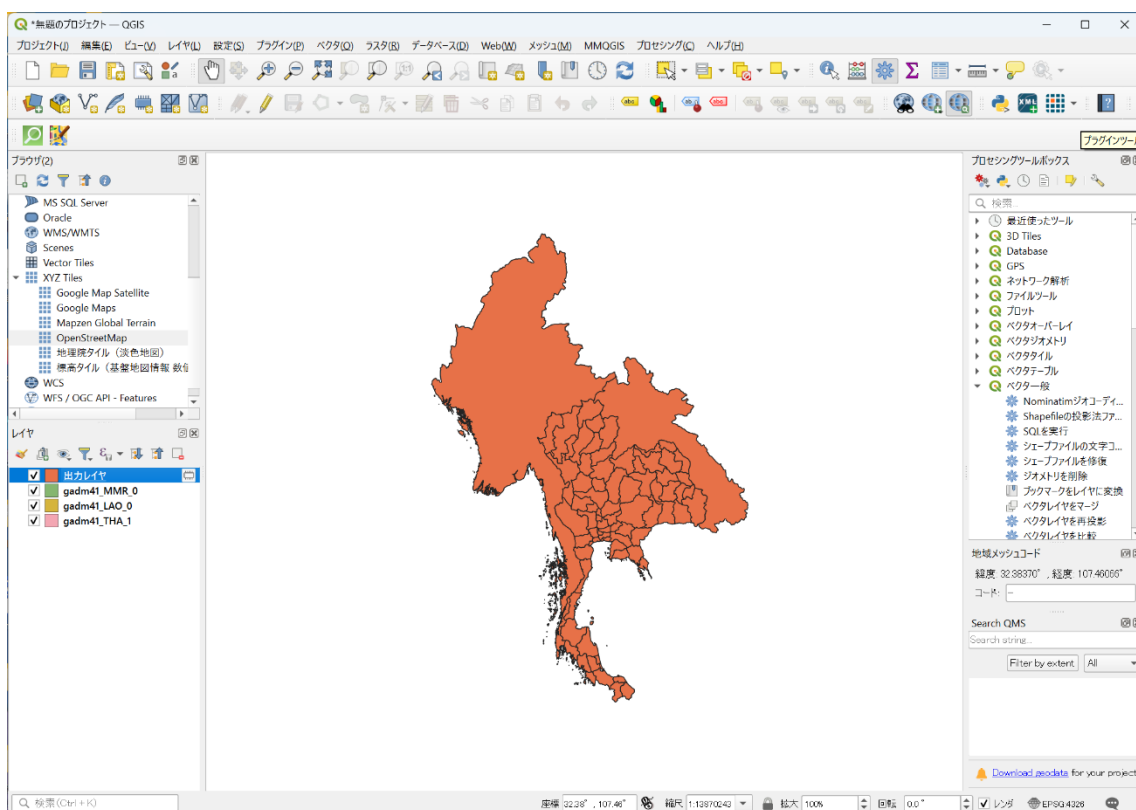 *無題のプロジェクト — QGIS
プロジェクト(J) 編集(E) ビュー(V) レイヤ(L) 設定(S) プラグイン(P) ベクタ(O) ラスタ(R) データベース(D) Web(W) メッシュ(M) MMQGIS プロセシング(C) ヘルプ(H)
プラグインツール
ブラウザ(2)
MS SQL Server
Oracle
WMS/WMTS
Scenes
Vector Tiles
XYZ Tiles
Google Map Satellite
Google Maps
Mapzen Global Terrain
OpenStreetMap
地理院タイル（淡色地図）
標高タイル（基盤地図情報 数値
WCS
WFS / OGC API - Features
レイヤ
出力レイヤ
gadm41_MMR_0
gadm41_LAO_0
gadm41_THA_1
プロセシングツールボックス
検索...
最近使ったツール
3D Tiles
Database
GPS
ネットワーク解析
ファイルツール
プロット
ベクタオーバーレイ
ベクタジオメトリ
ベクタタイル
ベクタテーブル
ベクター一般
Nominatimジオコーディ...
Shapefileの投影法ファ...
SQLを実行
シェープファイルの文字コ...
シェープファイルを修復
ジオメトリを削除
ブックマークをレイヤに変換
ベクタレイヤをマージ
ベクタレイヤを再投影
ベクタレイヤを比較
地域メッシュコード
緯度: 32.38370° , 経度: 107.46066°
コード: --
Search QMS
Search string...
Filter by extent All
Download geodata for your project
検索(Ctrl + K) 座標 32.38° , 107.46° 縮尺 1:13870243 拡大 100% 回転 0.0° レンダ EPSG:4326